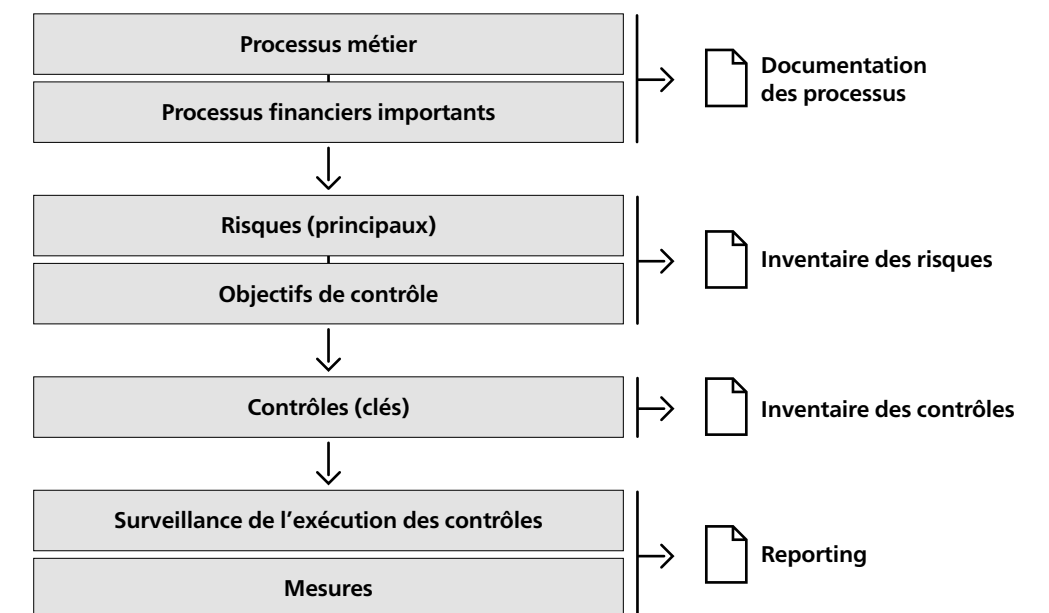 Processus métier
Processus financiers importants
Documentation
des processus
Risques (principaux)
Objectifs de contrôle
Inventaire des risques
Contrôles (clés)
Inventaire des contrôles
Surveillance de l’exécution des contrôles
Mesures
Reporting